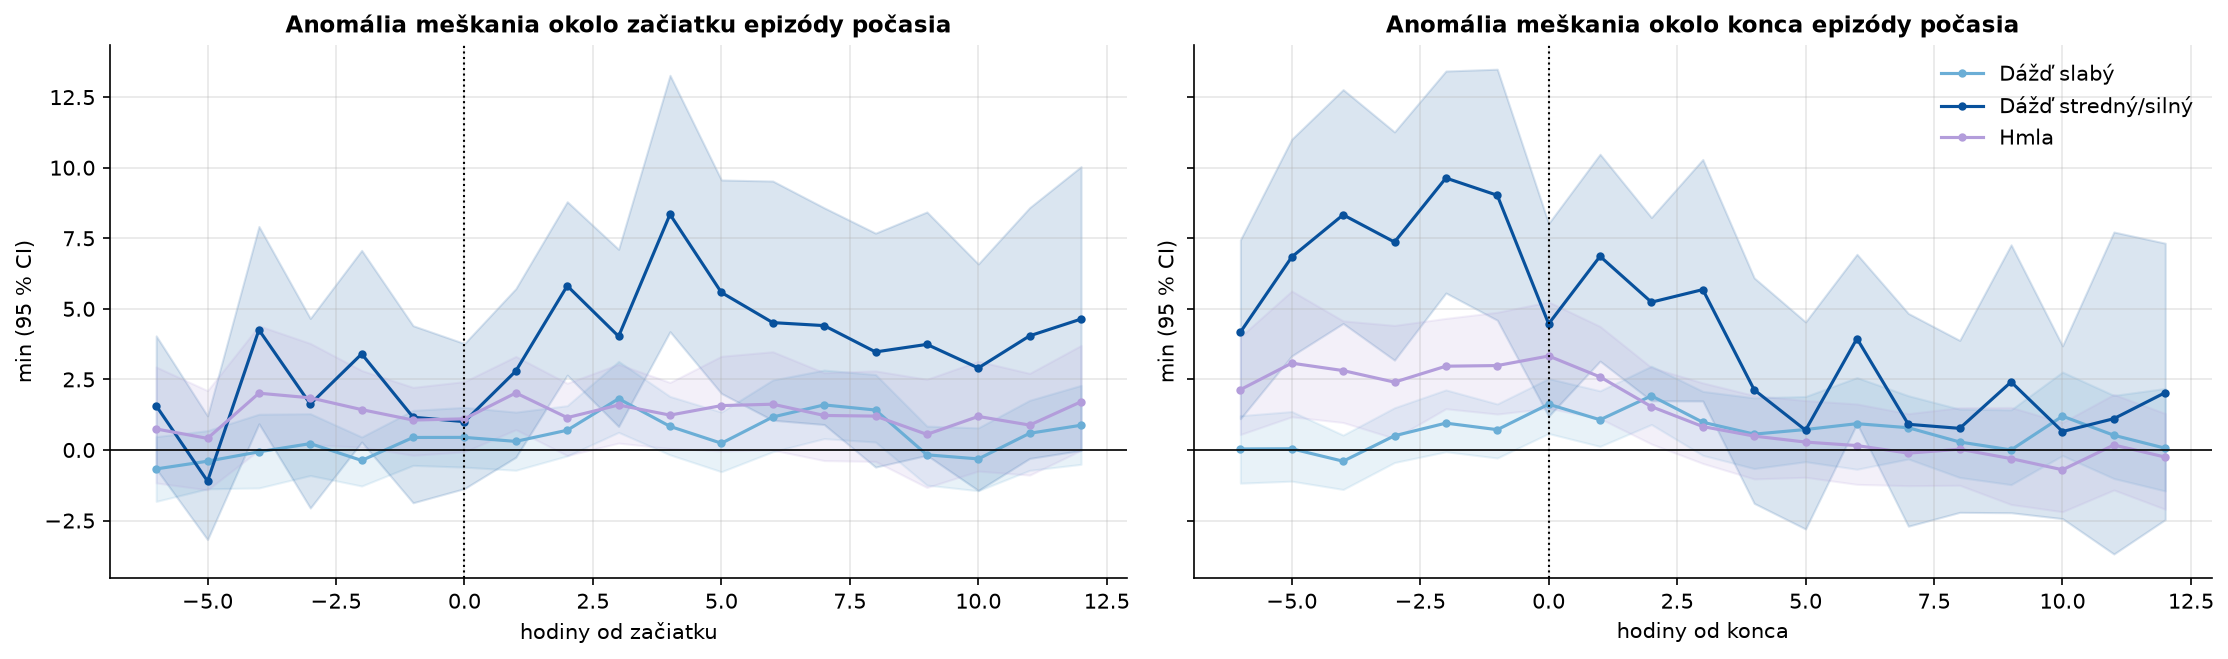 Anomália meškania okolo začiatku epizódy počasia
12.5
10.0
7.5
5.0
2.5
0.0
−2.5
min (95 % CI)
−5.0 −2.5 0.0 2.5 5.0 7.5 10.0 12.5
hodiny od začiatku
Anomália meškania okolo konca epizódy počasia
Dážď slabý
Dážď stredný/silný
Hmla
min (95 % CI)
−5.0 −2.5 0.0 2.5 5.0 7.5 10.0 12.5
hodiny od konca